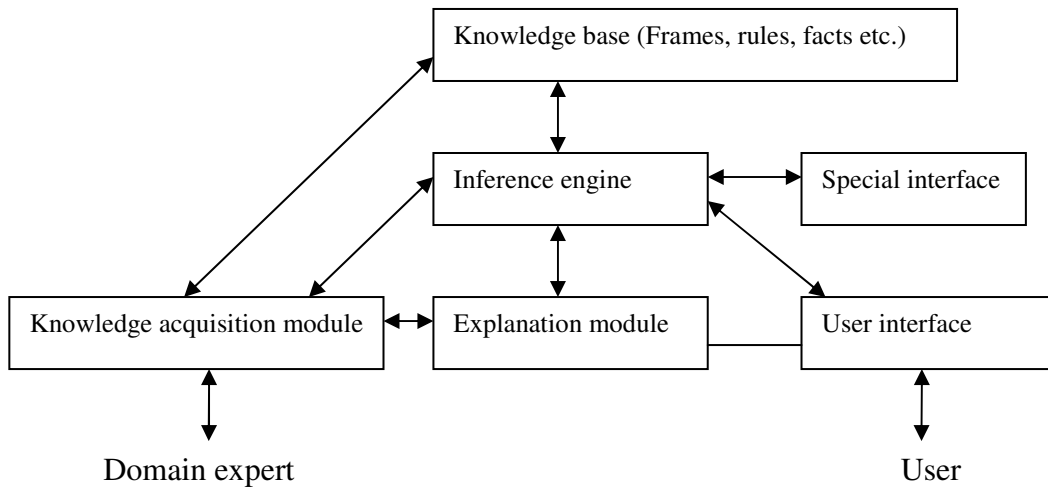 Knowledge base (Frames, rules, facts etc.)
Inference engine
Special interface
Knowledge acquisition module
Explanation module
User interface
Domain expert
User